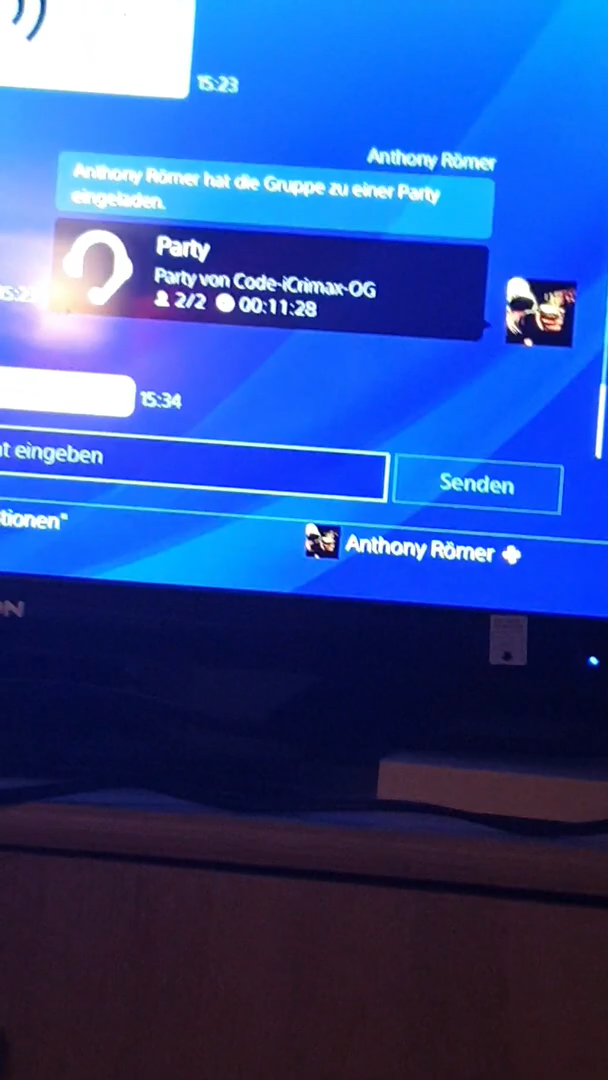 15:23
Anthony Römer
Anthony Römer hat die Gruppe zu einer Party
eingeladen.
Party
Party von Code-iCrimax-OG
2/2 00:11:28
15:34
eingeben
Senden
tionen"
Anthony Römer
ON